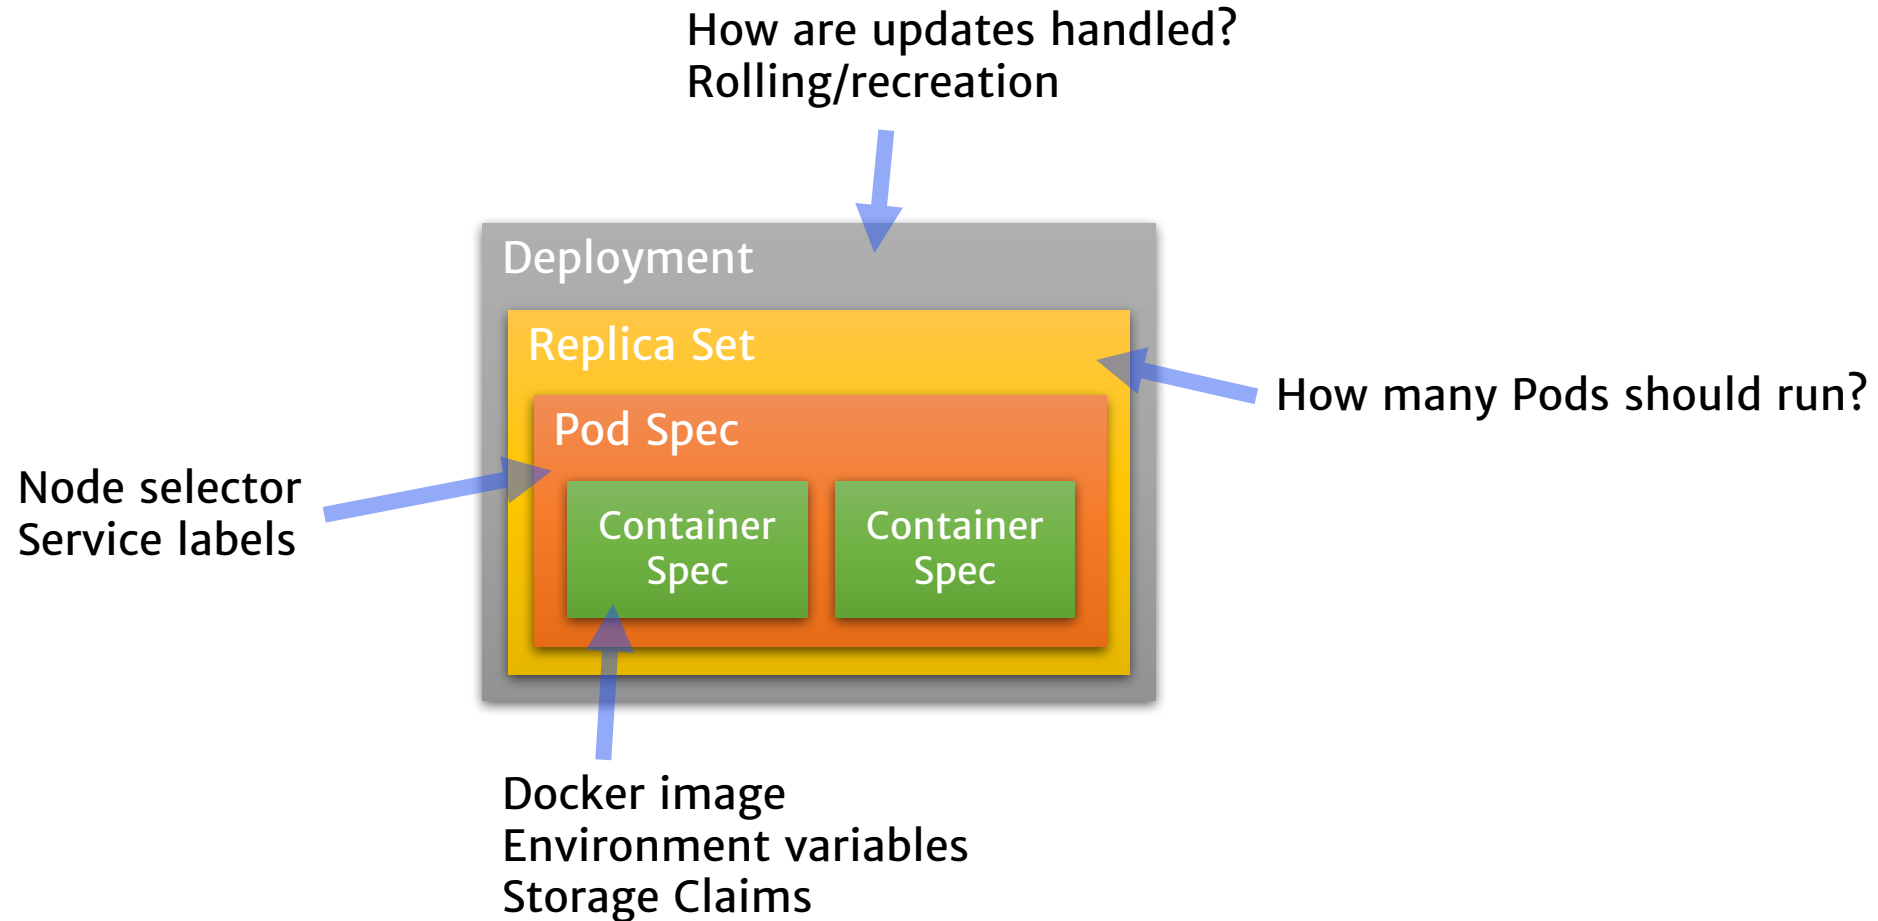 How are updates handled?
Rolling/recreation
Deployment
Replica Set
How many Pods should run?
Pod Spec
Node selector
Service labels
Container
Spec
Container
Spec
Docker image
Environment variables
Storage Claims